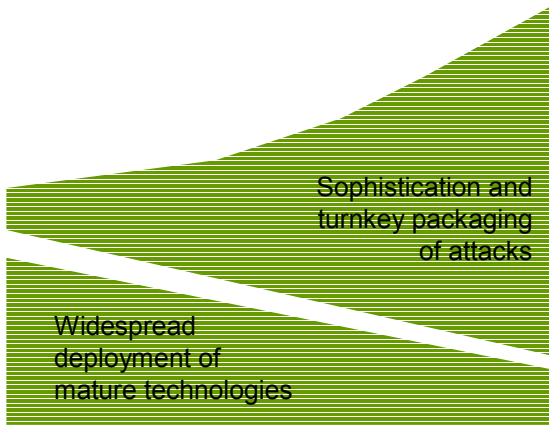 Sophistication and
turnkey packaging
of attacks
Widespread
deployment of
mature technologies